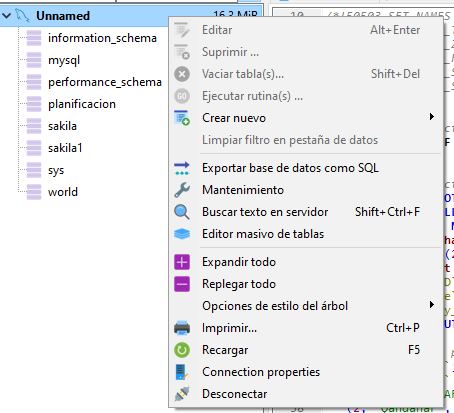 Unnamed 16,3 MiB
information_schema
mysql
performance_schema
planificacion
sakila
sakila1
sys
world
Editar Alt+Enter
Suprimir ...
Vaciar tabla(s)... Shift+Del
Ejecutar rutina(s) ...
Crear nuevo
Limpiar filtro en pestaña de datos
Exportar base de datos como SQL
Mantenimiento
Buscar texto en servidor Shift+Ctrl+F
Editor masivo de tablas
Expandir todo
Replegar todo
Opciones de estilo del árbol
Imprimir... Ctrl+P
Recargar F5
Connection properties
Desconectar
10 /*!50503 SET NAMES
58 (2, 'Qandahar',